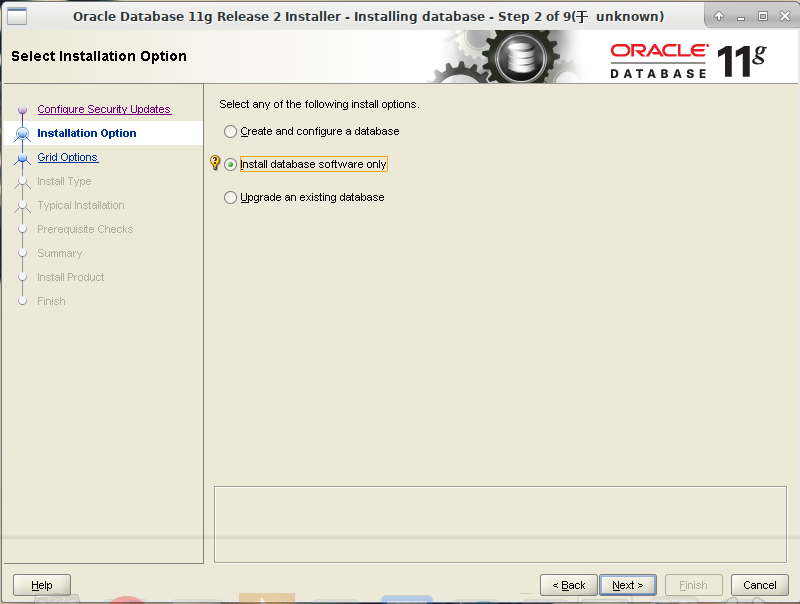 Oracle Database 11g Release 2 Installer - Installing database - Step 2 of 9(于 unknown)
Select Installation Option
ORACLE
DATABASE 11g
Configure Security Updates
Installation Option
Grid Options
Install Type
Typical Installation
Prerequisite Checks
Summary
Install Product
Finish
Select any of the following install options.
Create and configure a database
Install database software only
Upgrade an existing database
Help
< Back
Next >
Finish
Cancel